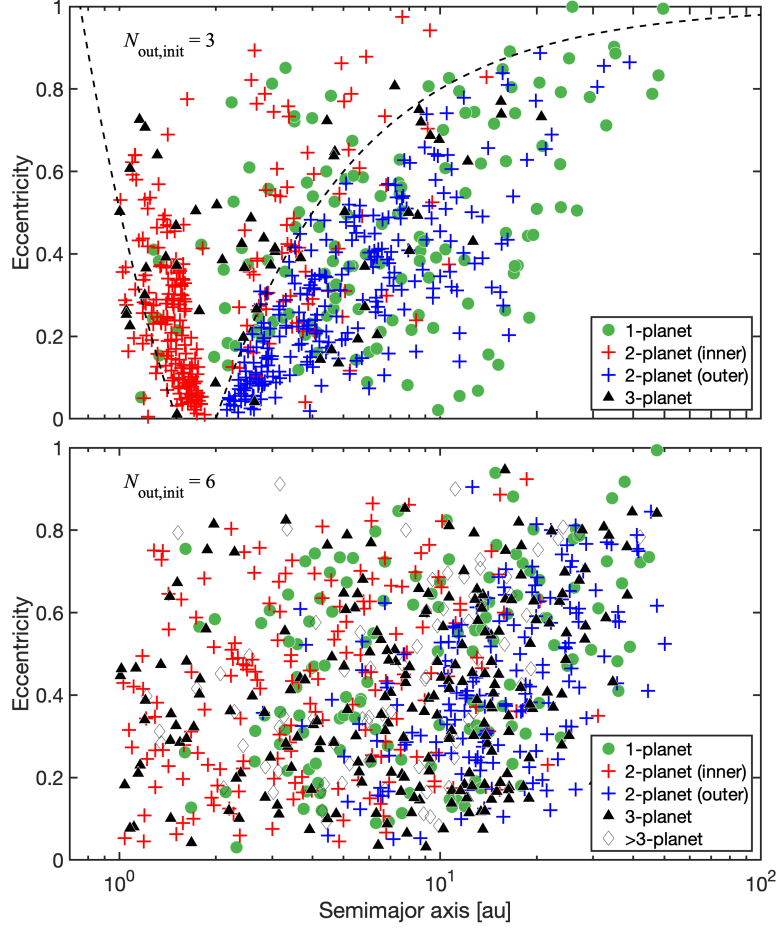 1
0.8
0.6
0.4
0.2
0
Eccentricity
N out,init = 3
1-planet
2-planet (inner)
2-planet (outer)
3-planet
1
0.8
0.6
0.4
0.2
0
Eccentricity
N out,init = 6
1-planet
2-planet (inner)
2-planet (outer)
3-planet
>3-planet
10^0 10^1 10^2
Semimajor axis [au]